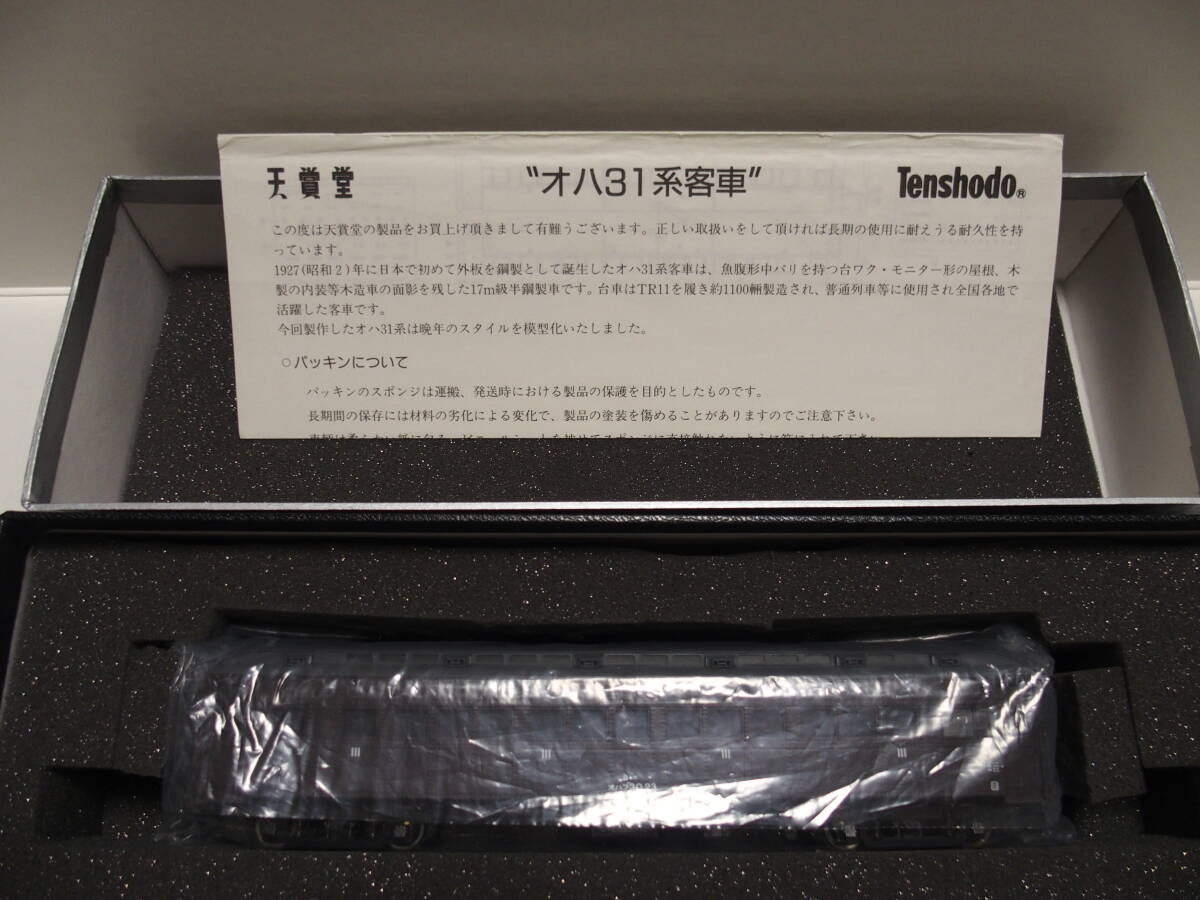 天賞堂 "オハ31系客車" Tenshodo®
この度は天賞堂の製品をお買上げ頂きまして有難うございます。正しい取扱いをして頂ければ長期の使用に耐えうる耐久性を持
っています。
1927(昭和2)年に日本で初めて外板を鋼製として誕生したオハ31系客車は、魚腹形中バリを持つ台ワク・モニター形の屋根、木
製の内装等木造車の面影を残した17m級半鋼製車です。台車はTR11を履き約1100輛製造され、普通列車等に使用され全国各地で
活躍した客車です。
今回製作したオハ31系は晩年のスタイルを模型化いたしました。
○パッキンについて
パッキンのスポンジは運搬、発送時における製品の保護を目的としたものです。
長期間の保存には材料の劣化による変化で、製品の塗装を傷めることがありますのでご注意下さい。
III III III III
オハフ30 93